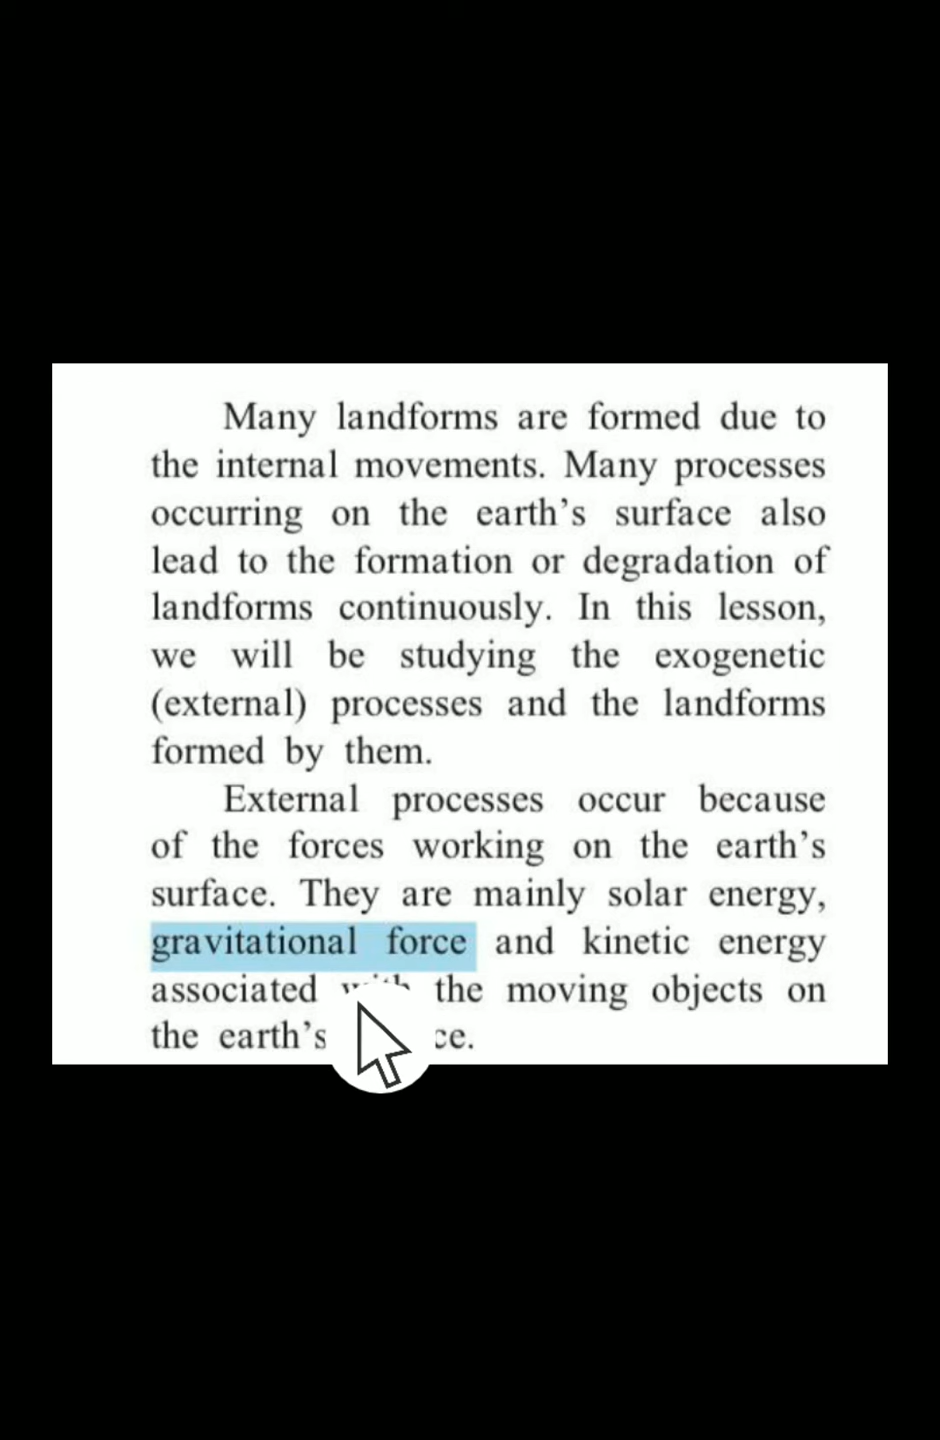 Many landforms are formed due to
the internal movements. Many processes
occurring on the earth's surface also
lead to the formation or degradation of
landforms continuously. In this lesson,
we will be studying the exogenetic
(external) processes and the landforms
formed by them.
External processes occur because
of the forces working on the earth's
surface. They are mainly solar energy,
gravitational force and kinetic energy
associated the moving objects on
the earth's